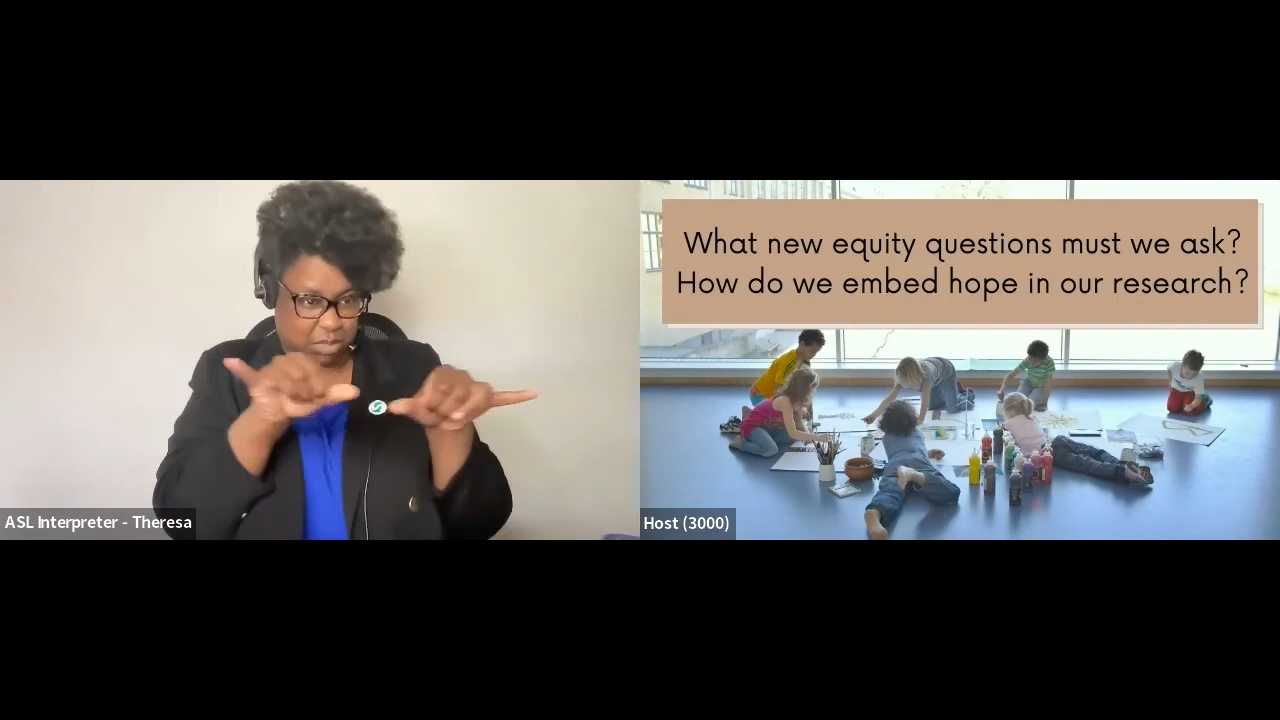 What new equity questions must we ask?
How do we embed hope in our research?
ASL Interpreter - Theresa
Host (3000)